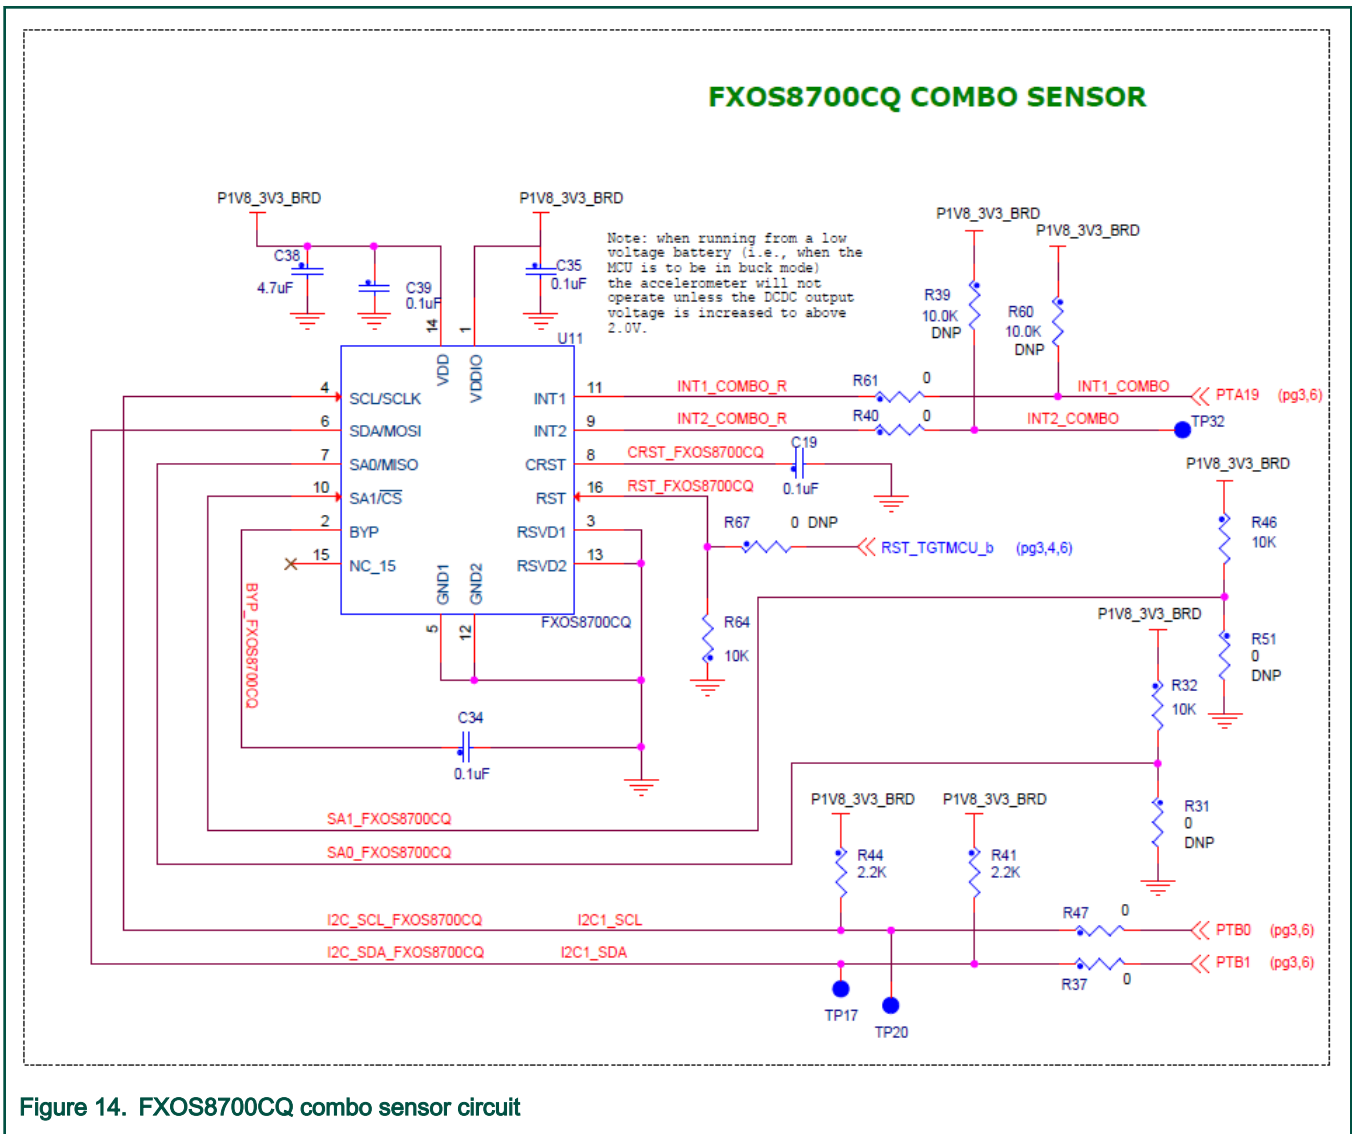 FXOS8700CQ COMBO SENSOR
P1V8_3V3_BRD
P1V8_3V3_BRD
P1V8_3V3_BRD
P1V8_3V3_BRD
Note: when running from a low
voltage battery (i.e., when the
MCU is to be in buck mode)
the accelerometer will not
operate unless the DCDC output
voltage is increased to above
2.0V.
C38
4.7uF
C39
0.1uF
C35
0.1uF
R39
10.0K
DNP
R60
10.0K
DNP
14
1
U11
VDD
VDDIO
4
SCL/SCLK
6
SDA/MOSI
7
SA0/MISO
10
SA1/CS
2
BYP
15
NC_15
INT1
11
INT2
9
CRST
8
RST
16
RSVD1
3
RSVD2
13
GND1
GND2
5
12
FXOS8700CQ
INT1_COMBO_R
R61
0
INT1_COMBO
PTA19
(pg3,6)
INT2_COMBO_R
R40
0
INT2_COMBO
TP32
CRST_FXOS8700CQ
C19
0.1uF
RST_FXOS8700CQ
R67
0 DNP
RST_TGTMCU_b
(pg3,4,6)
P1V8_3V3_BRD
R46
10K
R64
10K
P1V8_3V3_BRD
R51
0
DNP
R32
10K
BYP_FXOS8700CQ
C34
0.1uF
P1V8_3V3_BRD
P1V8_3V3_BRD
R31
0
DNP
SA1_FXOS8700CQ
SA0_FXOS8700CQ
R44
2.2K
R41
2.2K
I2C_SCL_FXOS8700CQ
I2C1_SCL
R47
0
PTB0
(pg3,6)
I2C_SDA_FXOS8700CQ
I2C1_SDA
R37
0
PTB1
(pg3,6)
TP17
TP20
Figure 14. FXOS8700CQ combo sensor circuit